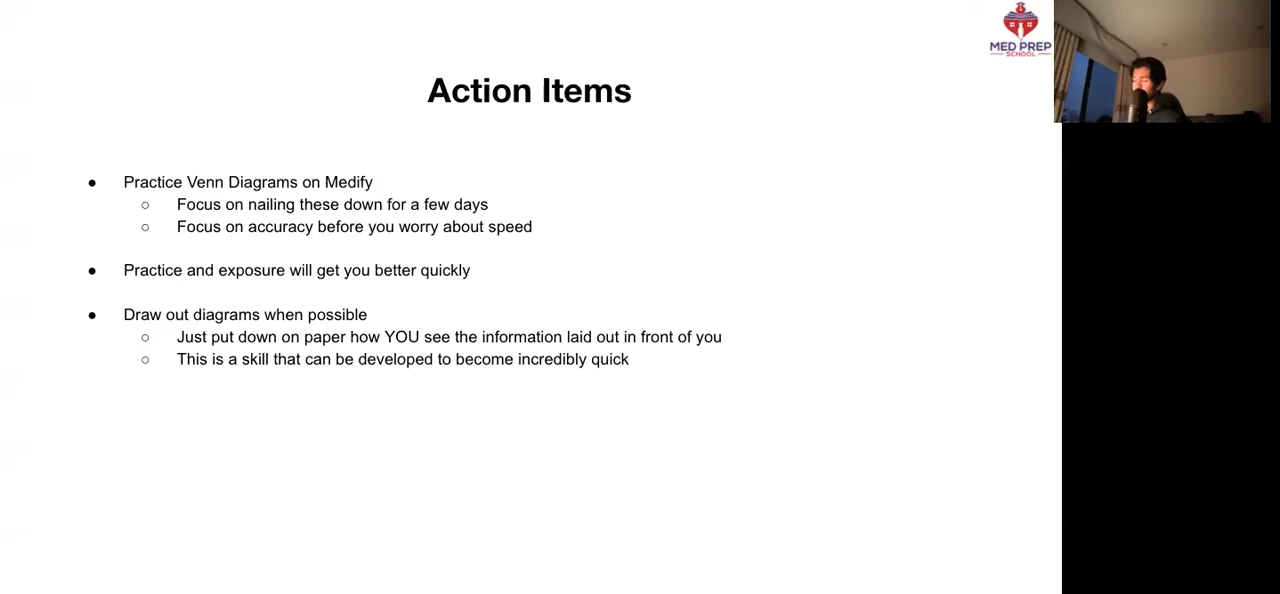 MED PREP
SCHOOL
Action Items
● Practice Venn Diagrams on Medify
○ Focus on nailing these down for a few days
○ Focus on accuracy before you worry about speed
● Practice and exposure will get you better quickly
● Draw out diagrams when possible
○ Just put down on paper how YOU see the information laid out in front of you
○ This is a skill that can be developed to become incredibly quick